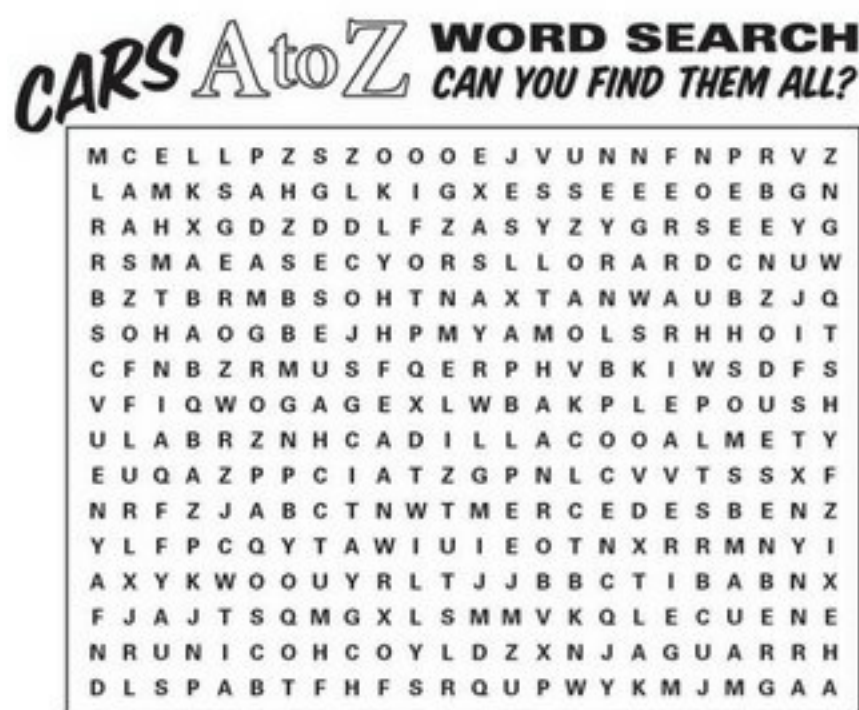 CARS A to Z WORD SEARCH
CAN YOU FIND THEM ALL?
M C E L L P Z S Z O O O E J V U N N F N P R V Z
L A M K S A H G L K I G X E S S E E E O E B G N
R A H X G D Z D D L F Z A S Y Z Y G R S E E Y G
R S M A E A S E C Y O R S L L O R A R D C N U W
B Z T B R M B S O H T N A X T A N W A U B Z J Q
S O H A O G B E J H P M Y A M O L S R H H O I T
C F N B Z R M U S F Q E R P H V B K I W S D F S
V F I Q W O G A G E X L W B A K P L E P O U S H
U L A B R Z N H C A D I L L A C O O A L M E T Y
E U Q A Z P P C I A T Z G P N L C V V T S S X F
N R F Z J A B C T N W T M E R C E D E S B E N Z
Y L F P C Q Y T A W I U I E O T N X R R M N Y I
A X Y K W O O U Y R L T J J B B C T I B A B N X
F J A J T S Q M G X L S M M V K Q L E C U E N E
N R U N I C O H C O Y L D Z X N J A G U A R R H
D L S P A B T F H F S R Q U P W Y K M J M G A A